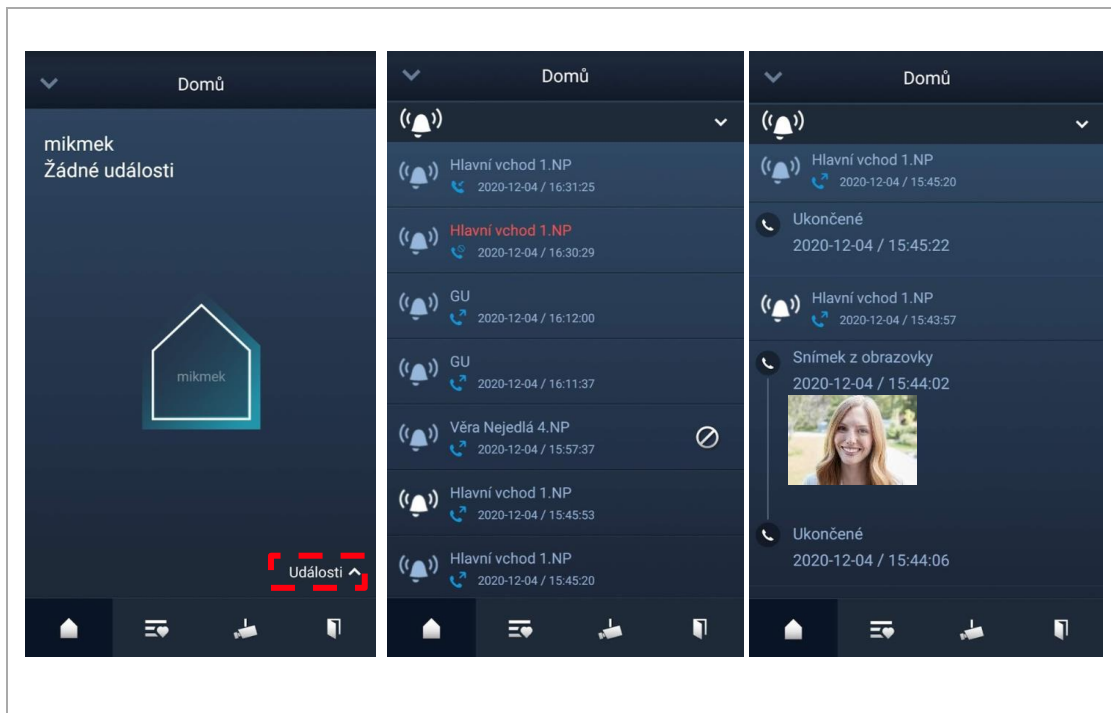 Domů
mikmek
Žádné události
mikmek
Události
Domů
Hlavní vchod 1.NP
2020-12-04 / 16:31:25
Hlavní vchod 1.NP
2020-12-04 / 16:30:29
GU
2020-12-04 / 16:12:00
GU
2020-12-04 / 16:11:37
Věra Nejedlá 4.NP
2020-12-04 / 15:57:37
Hlavní vchod 1.NP
2020-12-04 / 15:45:53
Hlavní vchod 1.NP
2020-12-04 / 15:45:20
Domů
Hlavní vchod 1.NP
2020-12-04 / 15:45:20
Ukončené
2020-12-04 / 15:45:22
Hlavní vchod 1.NP
2020-12-04 / 15:43:57
Snímek z obrazovky
2020-12-04 / 15:44:02
Ukončené
2020-12-04 / 15:44:06